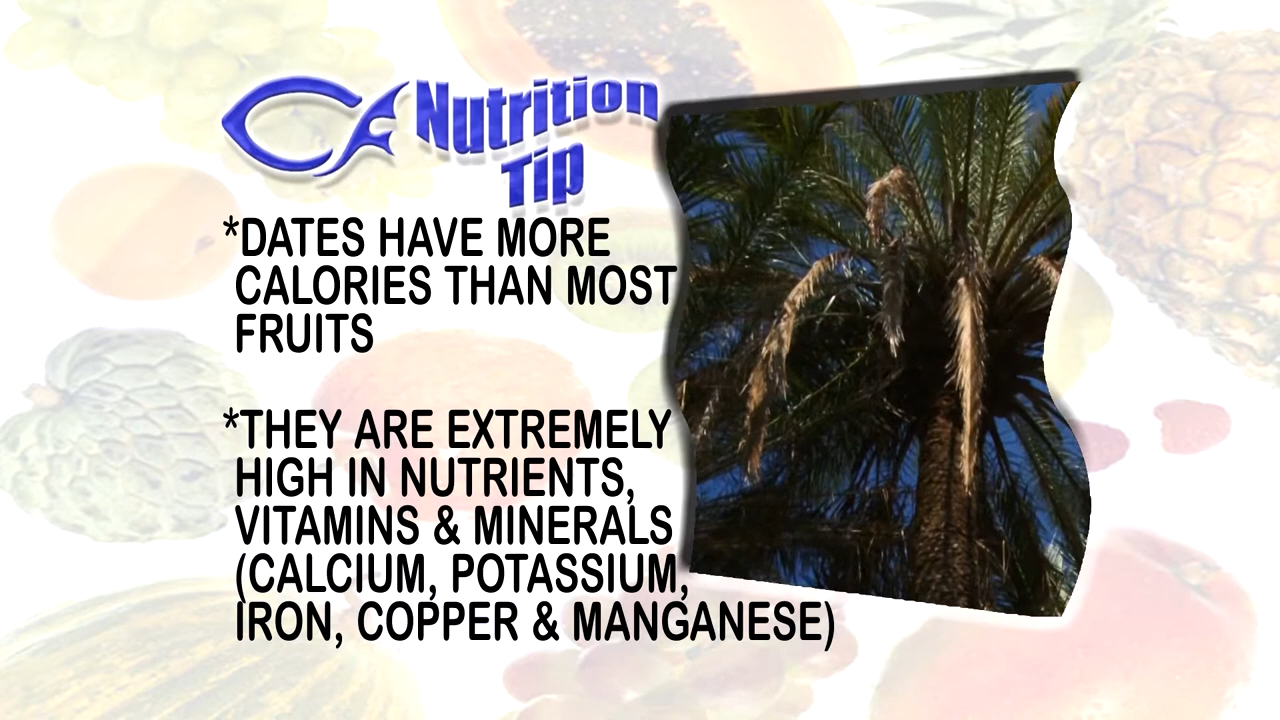 Nutrition
Tip
*DATES HAVE MORE
CALORIES THAN MOST
FRUITS
*THEY ARE EXTREMELY
HIGH IN NUTRIENTS,
VITAMINS & MINERALS
(CALCIUM, POTASSIUM,
IRON, COPPER & MANGANESE)